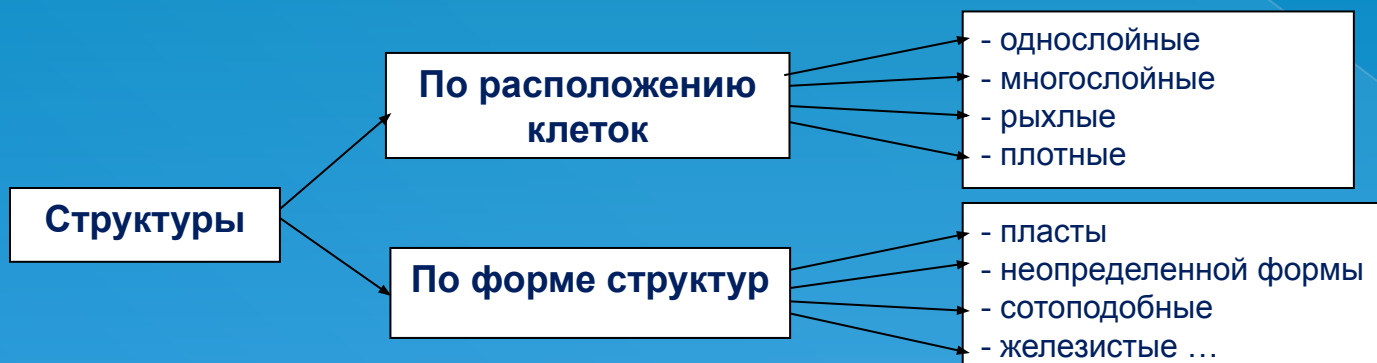 Структуры
По расположению
клеток
- однослойные
- многослойные
- рыхлые
- плотные
По форме структур
- пласты
- неопределенной формы
- сотоподобные
- железистые ...